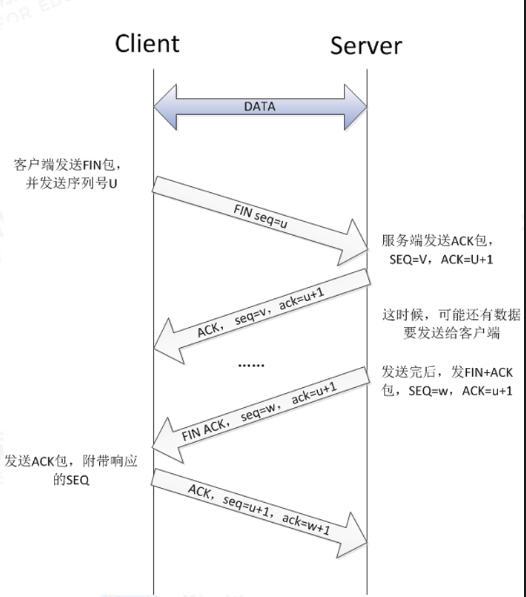 Client
Server
DATA
客户端发送FIN包，
并发送序列号U
FIN seq=u
服务端发送ACK包，
SEQ=V，ACK=U+1
ACK，seq=v，ack=u+1
这时候，可能还有数据
要发送给客户端
……
发送完后，发FIN+ACK
包，SEQ=w，ACK=u+1
FIN ACK，seq=w，ack=u+1
发送ACK包，附带响应
的SEQ
ACK，seq=u+1，ack=w+1